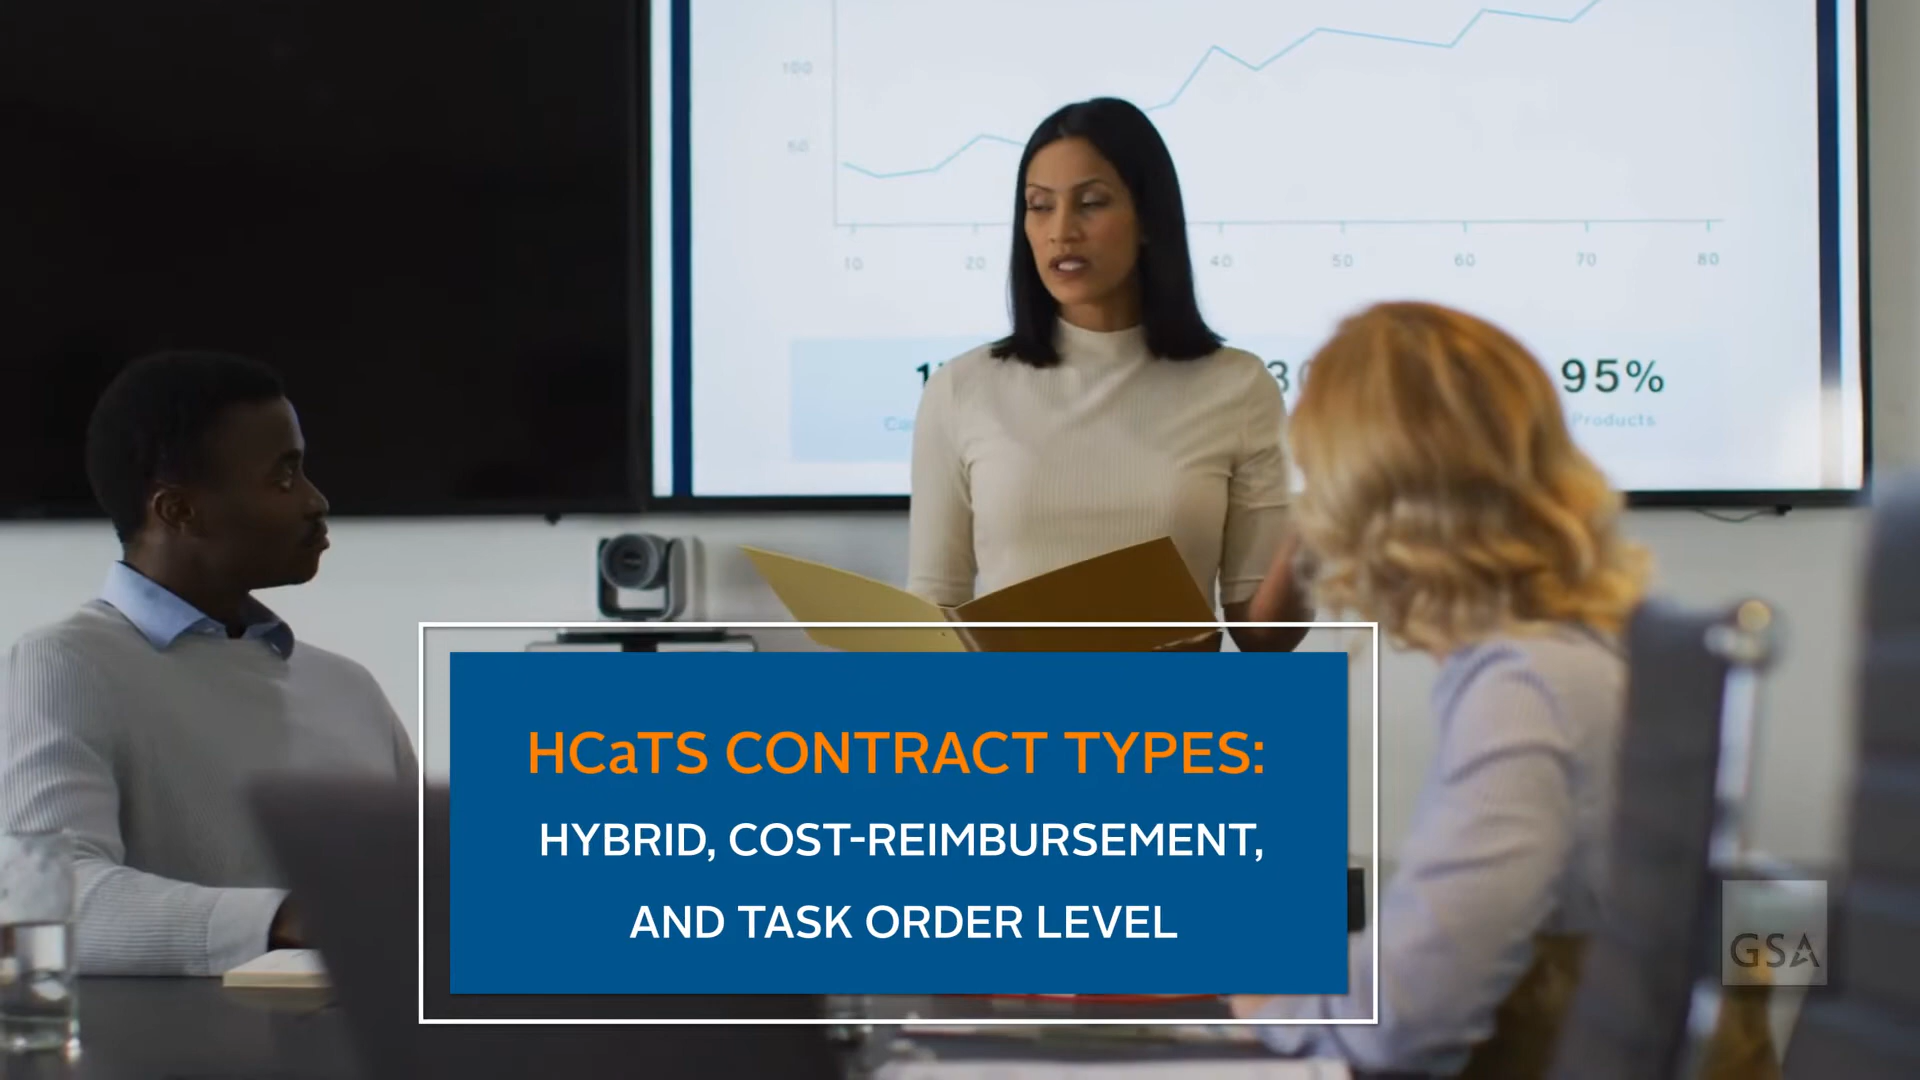 100
50
10 20 40 50 60 70 80
95%
Products
HCaTS CONTRACT TYPES:
HYBRID, COST-REIMBURSEMENT,
AND TASK ORDER LEVEL
GSA